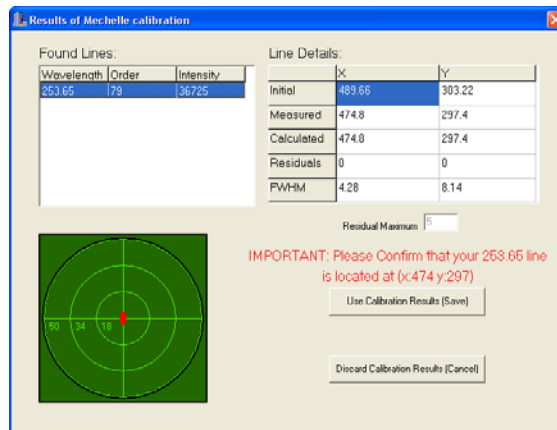 Results of Mechelle calibration
Found Lines:
Wavelength Order Intensity
253.65 79 36725
Line Details:
X Y
Initial 489.66 303.22
Measured 474.8 297.4
Calculated 474.8 297.4
Residuals 0 0
FWHM 4.28 8.14
Residual Maximum 5
IMPORTANT: Please Confirm that your 253.65 line
is located at (x:474 y:297)
Use Calibration Results (Save)
Discard Calibration Results (Cancel)
50 34 18